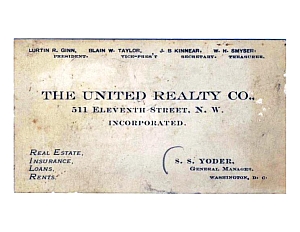 LURTIN R. GINN, BLAIN W. TAYLOR, J. B KINNEAR, W. H. SMYSER,
PRESIDENT. VICE-PRES'T SECRETARY. TREASURER.
THE UNITED REALTY CO.,
511 ELEVENTH STREET, N. W.
INCORPORATED.
REAL ESTATE,
INSURANCE,
LOANS,
RENTS.
S. S. YODER,
GENERAL MANAGER,
WASHINGTON, D. C.